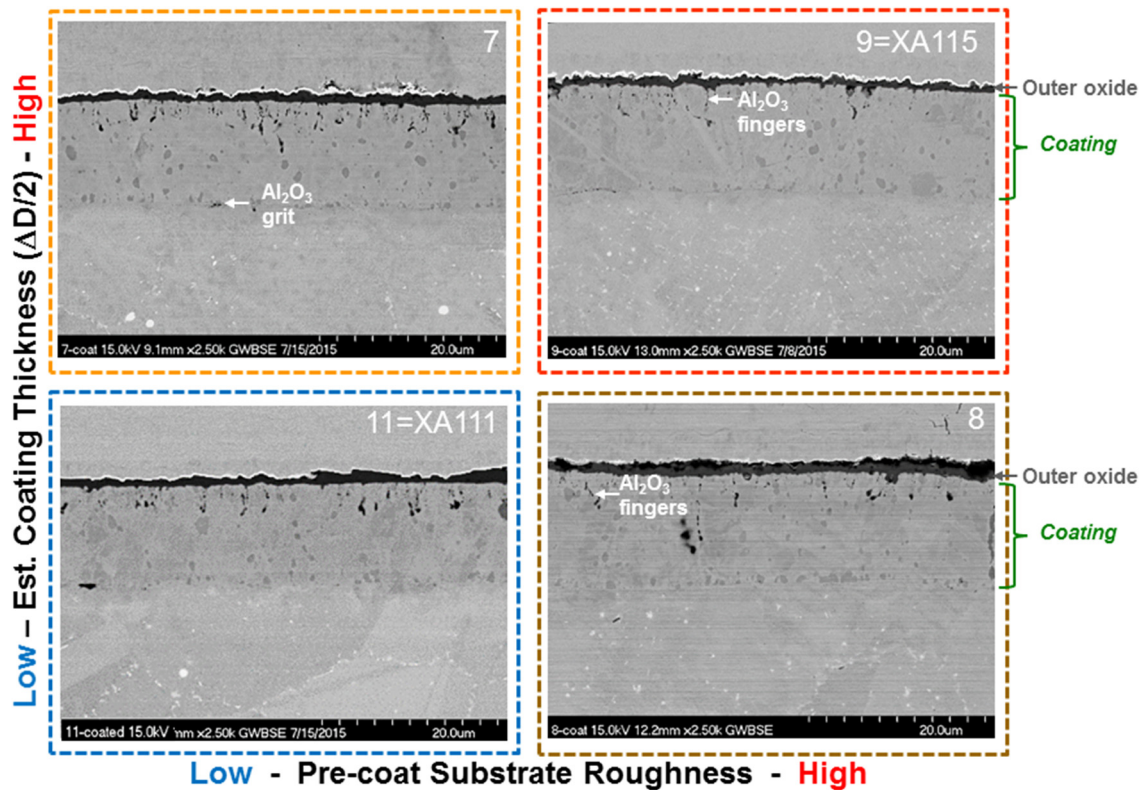 7
Al₂O₃
grit
7-coat 15.0kV 9.1mm x2.50k GWBSE 7/15/2015 20.0um
9=XA115
Al₂O₃
fingers
9-coat 15.0kV 13.0mm x2.50k GWBSE 7/8/2015 20.0um
Outer oxide
Coating
11=XA111
11-coated 15.0kV 'nm x2.50k GWBSE 7/15/2015 20.0um
8
Al₂O₃
fingers
8-coat 15.0kV 12.2mm x2.50k GWBSE 20.0um
Outer oxide
Coating
Low – Est. Coating Thickness (ΔD/2) - High
Low - Pre-coat Substrate Roughness - High